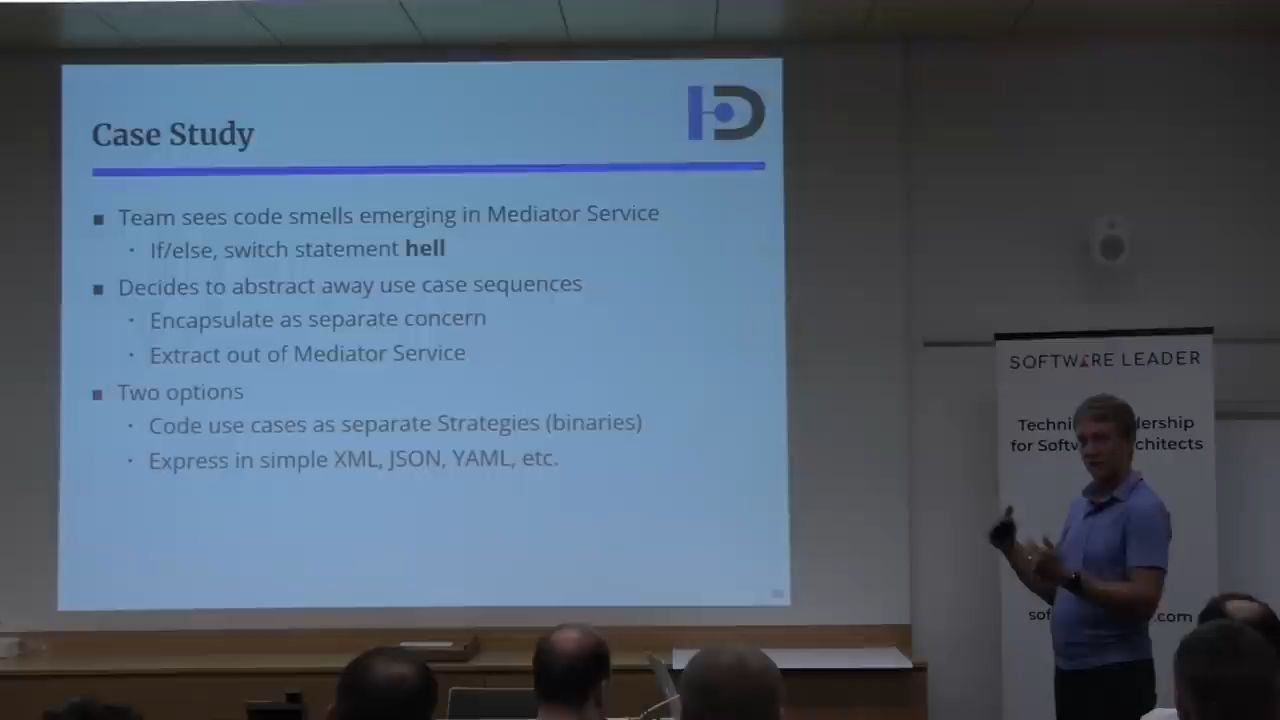 Case Study
Team sees code smells emerging in Mediator Service
If/else, switch statement hell
Decides to abstract away use case sequences
Encapsulate as separate concern
Extract out of Mediator Service
Two options
Code use cases as separate Strategies (binaries)
Express in simple XML, JSON, YAML, etc.
SOFTWARE LEADER
for